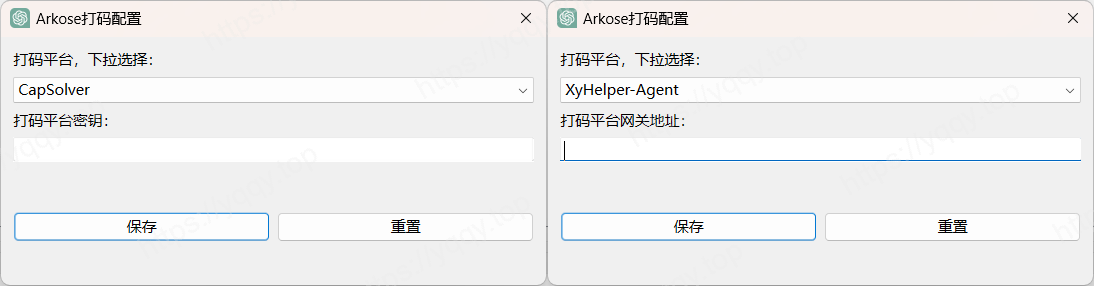 Arkose打码配置
打码平台，下拉选择：
CapSolver
打码平台密钥：
保存
重置
Arkose打码配置
打码平台，下拉选择：
XyHelper-Agent
打码平台网关地址：
保存
重置
https://yqqy.top